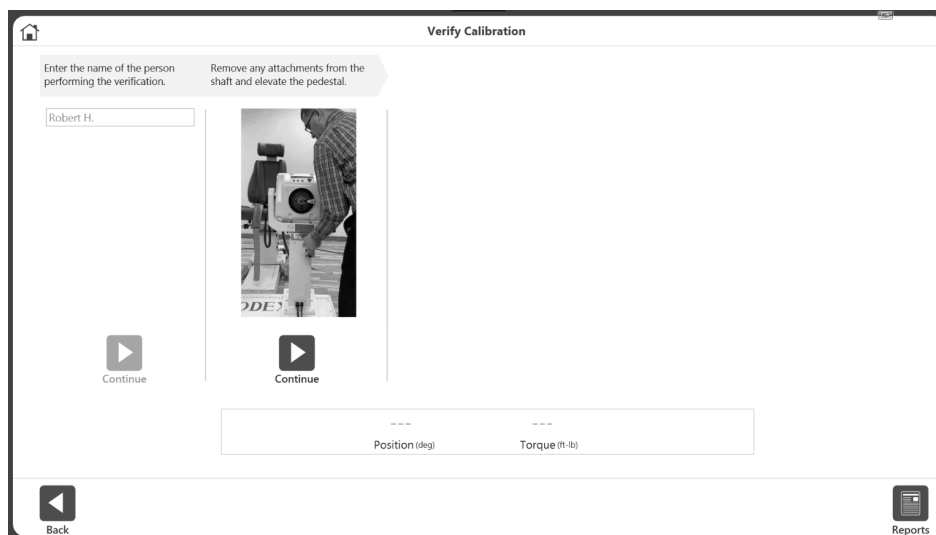 Verify Calibration
Enter the name of the person
performing the verification.
Remove any attachments from the
shaft and elevate the pedestal.
Robert H.
ODEX
Continue
Continue
---
---
Position (deg)
Torque (ft-lb)
Back
Reports